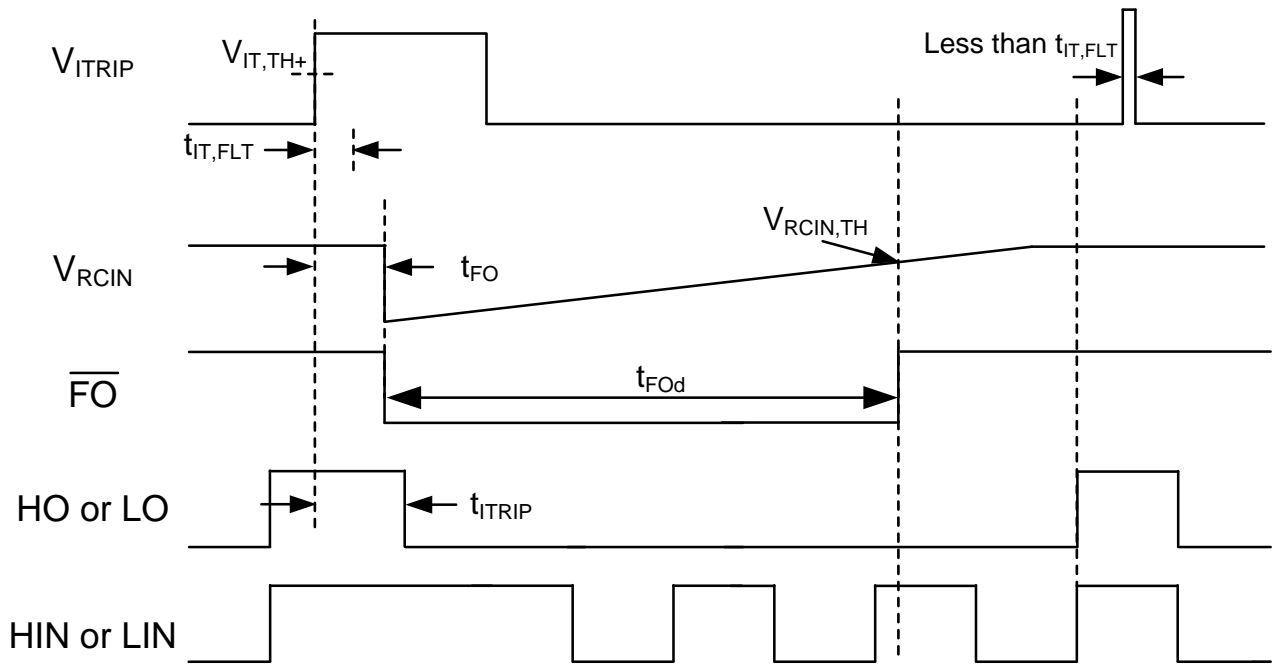 V_ITRIP
V_IT,TH+
Less than t_IT,FLT
t_IT,FLT
V_RCIN,TH
V_RCIN
t_FO
t_FOd
FO
HO or LO
t_ITRIP
HIN or LIN